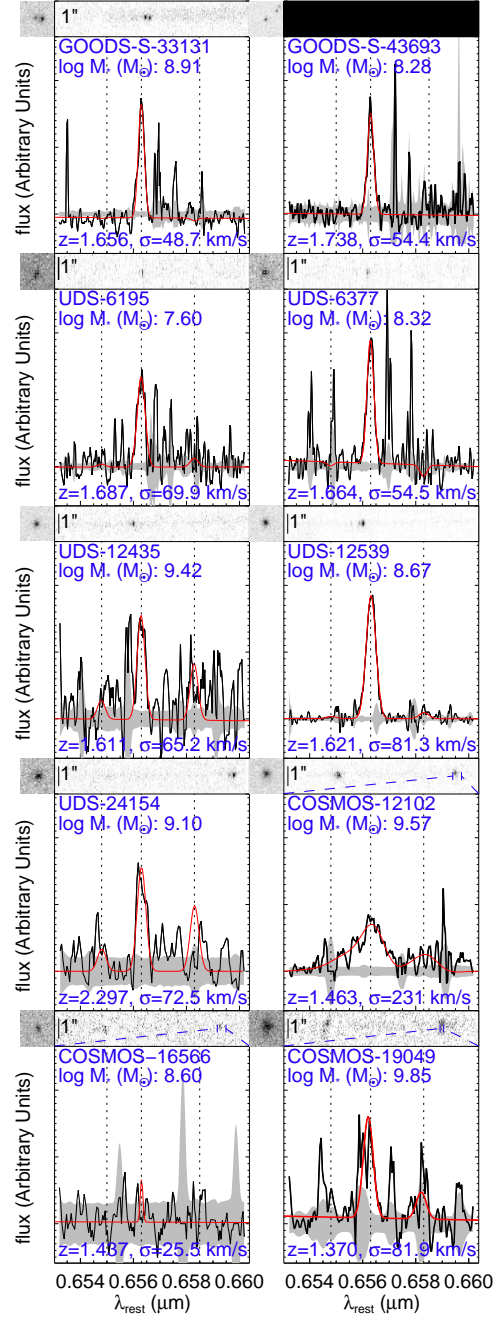 1" 
GOODS-S-33131 GOODS-S-43693
log M* (M⊙): 8.91 log M* (M⊙): 8.28
flux (Arbitrary Units)
z=1.656, σ=48.7 km/s z=1.738, σ=54.4 km/s
1" 1"
UDS-6195 UDS-6377
log M* (M⊙): 7.60 log M* (M⊙): 8.32
flux (Arbitrary Units)
z=1.687, σ=69.9 km/s z=1.664, σ=54.5 km/s
1" 1"
UDS-12435 UDS-12539
log M* (M⊙): 9.42 log M* (M⊙): 8.67
flux (Arbitrary Units)
z=1.611, σ=65.2 km/s z=1.621, σ=81.3 km/s
1" 1"
UDS-24154 COSMOS-12102
log M* (M⊙): 9.10 log M* (M⊙): 9.57
flux (Arbitrary Units)
z=2.297, σ=72.5 km/s z=1.463, σ=231 km/s
1" 1"
COSMOS-16566 COSMOS-19049
log M* (M⊙): 8.60 log M* (M⊙): 9.85
flux (Arbitrary Units)
z=1.437, σ=25.5 km/s z=1.370, σ=81.9 km/s
0.654 0.656 0.658 0.660 0.654 0.656 0.658 0.660
λrest (μm) λrest (μm)